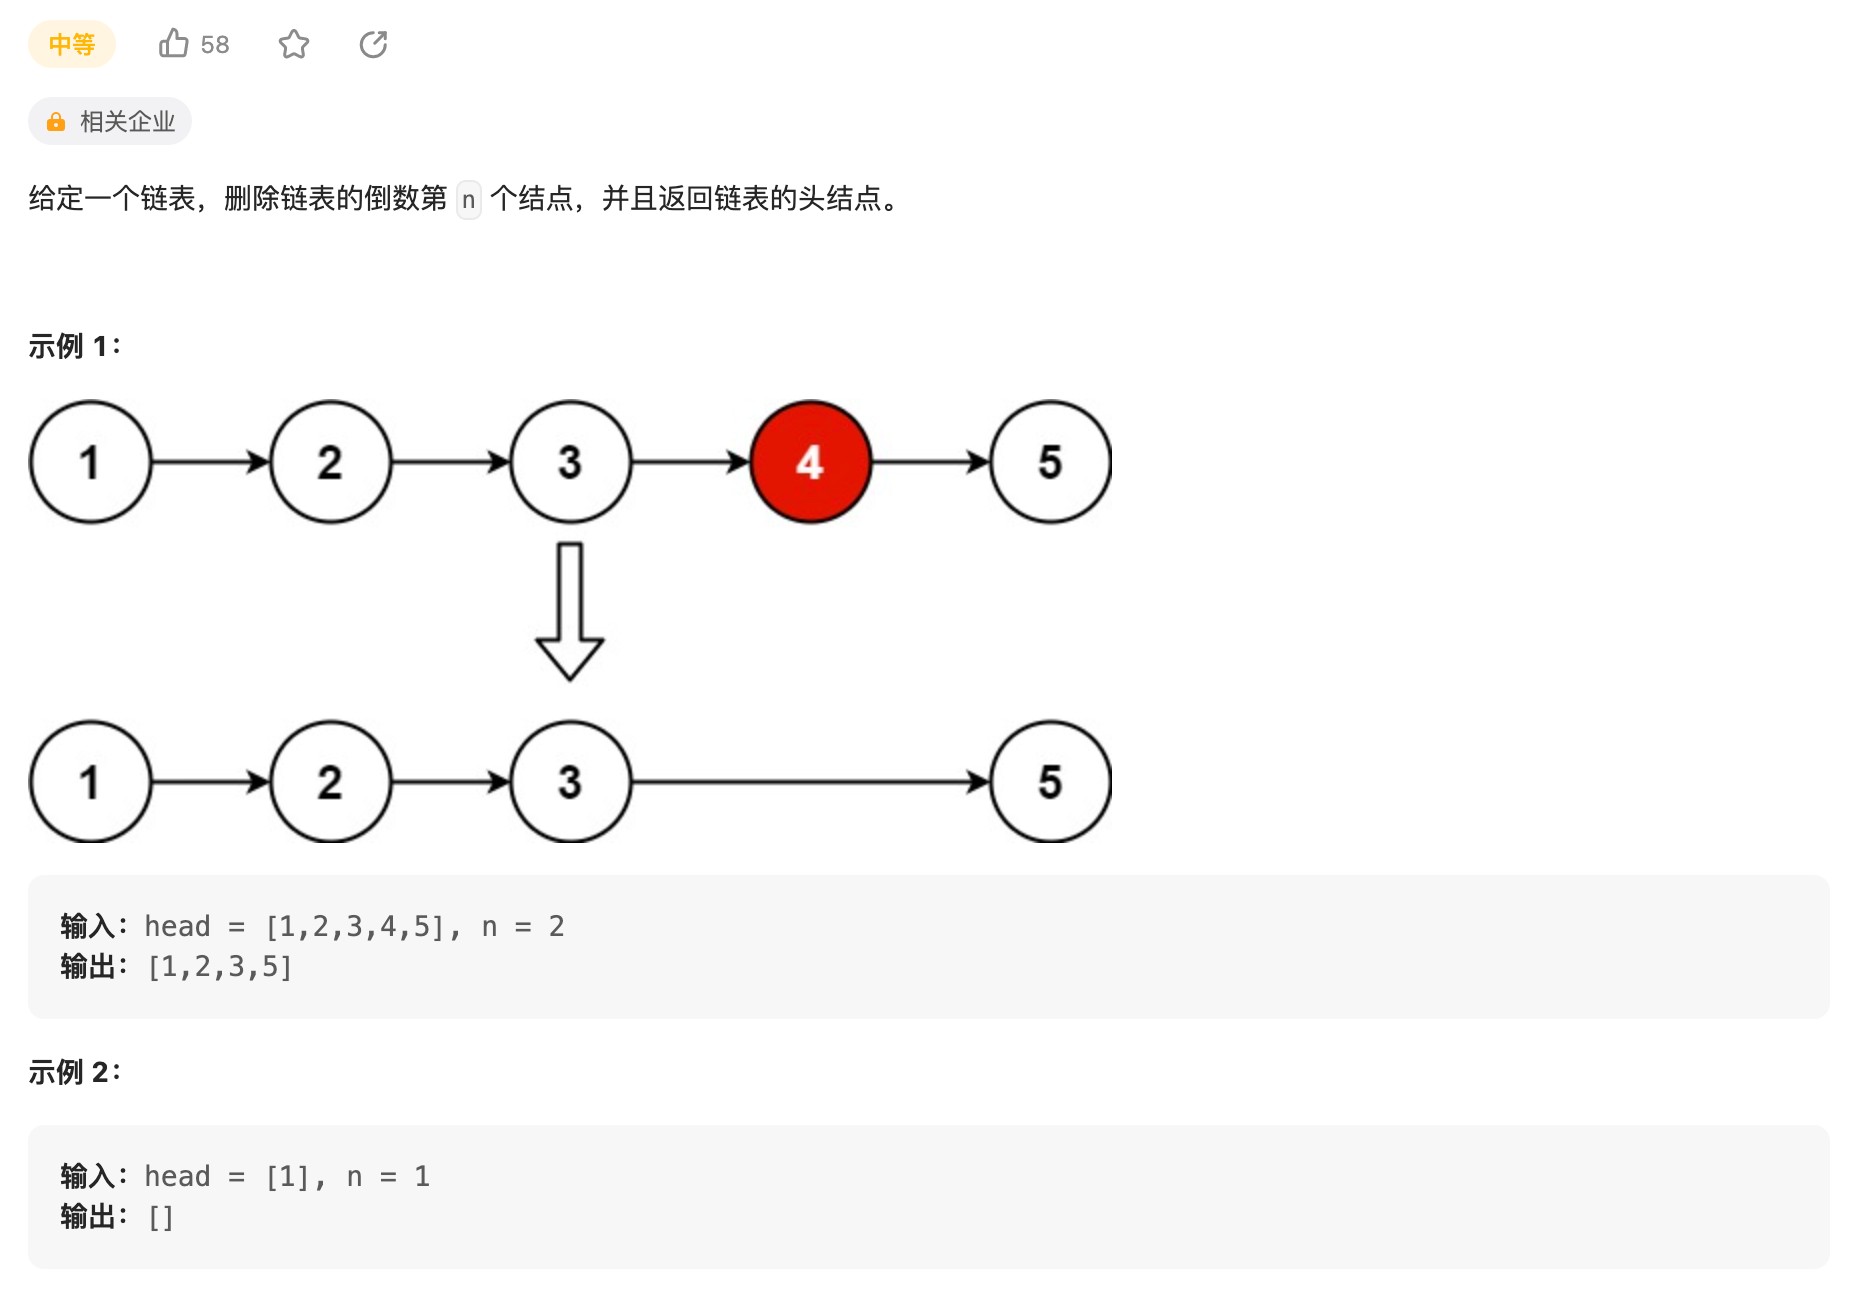 中等 58
相关企业
给定一个链表，删除链表的倒数第 n 个结点，并且返回链表的头结点。
示例 1：
1 2 3 4 5
1 2 3 5
输入：head = [1,2,3,4,5], n = 2
输出：[1,2,3,5]
示例 2：
输入：head = [1], n = 1
输出：[]